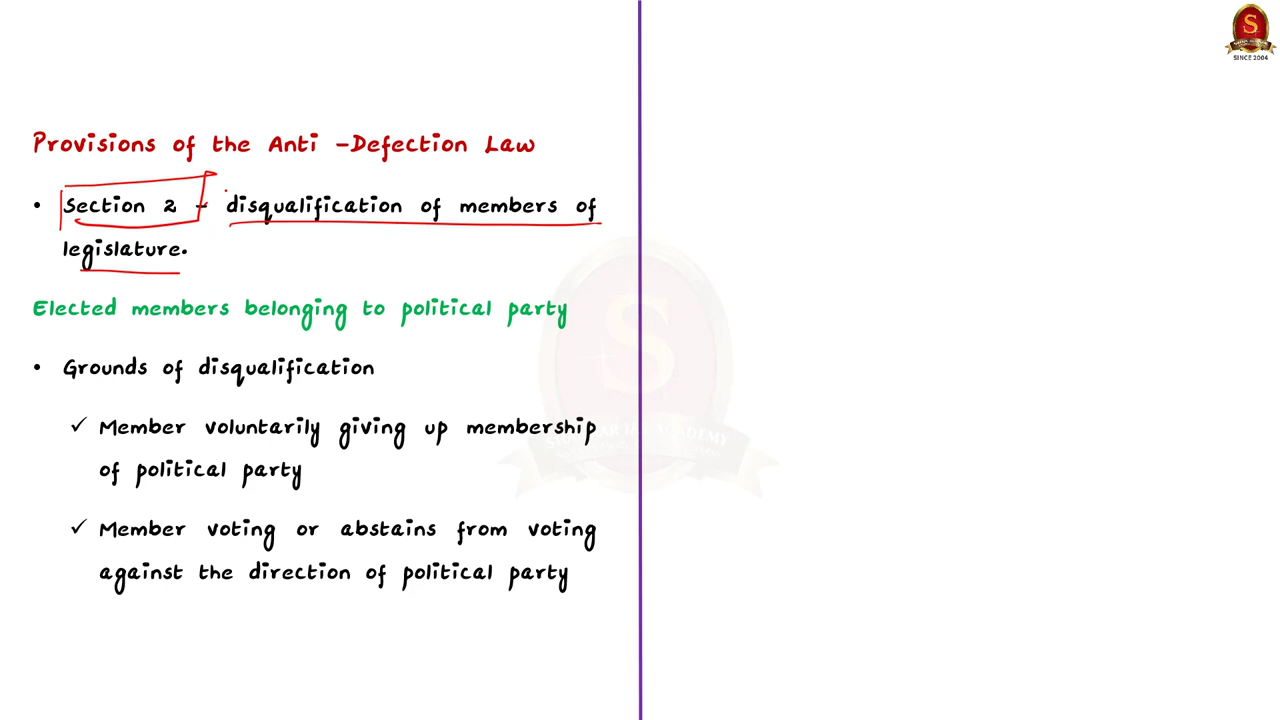 Provisions of the Anti -Defection Law
• Section 2 - disqualification of members of
legislature.
Elected members belonging to political party
• Grounds of disqualification
✓ Member voluntarily giving up membership
of political party
✓ Member voting or abstains from voting
against the direction of political party
S
SINCE 2004